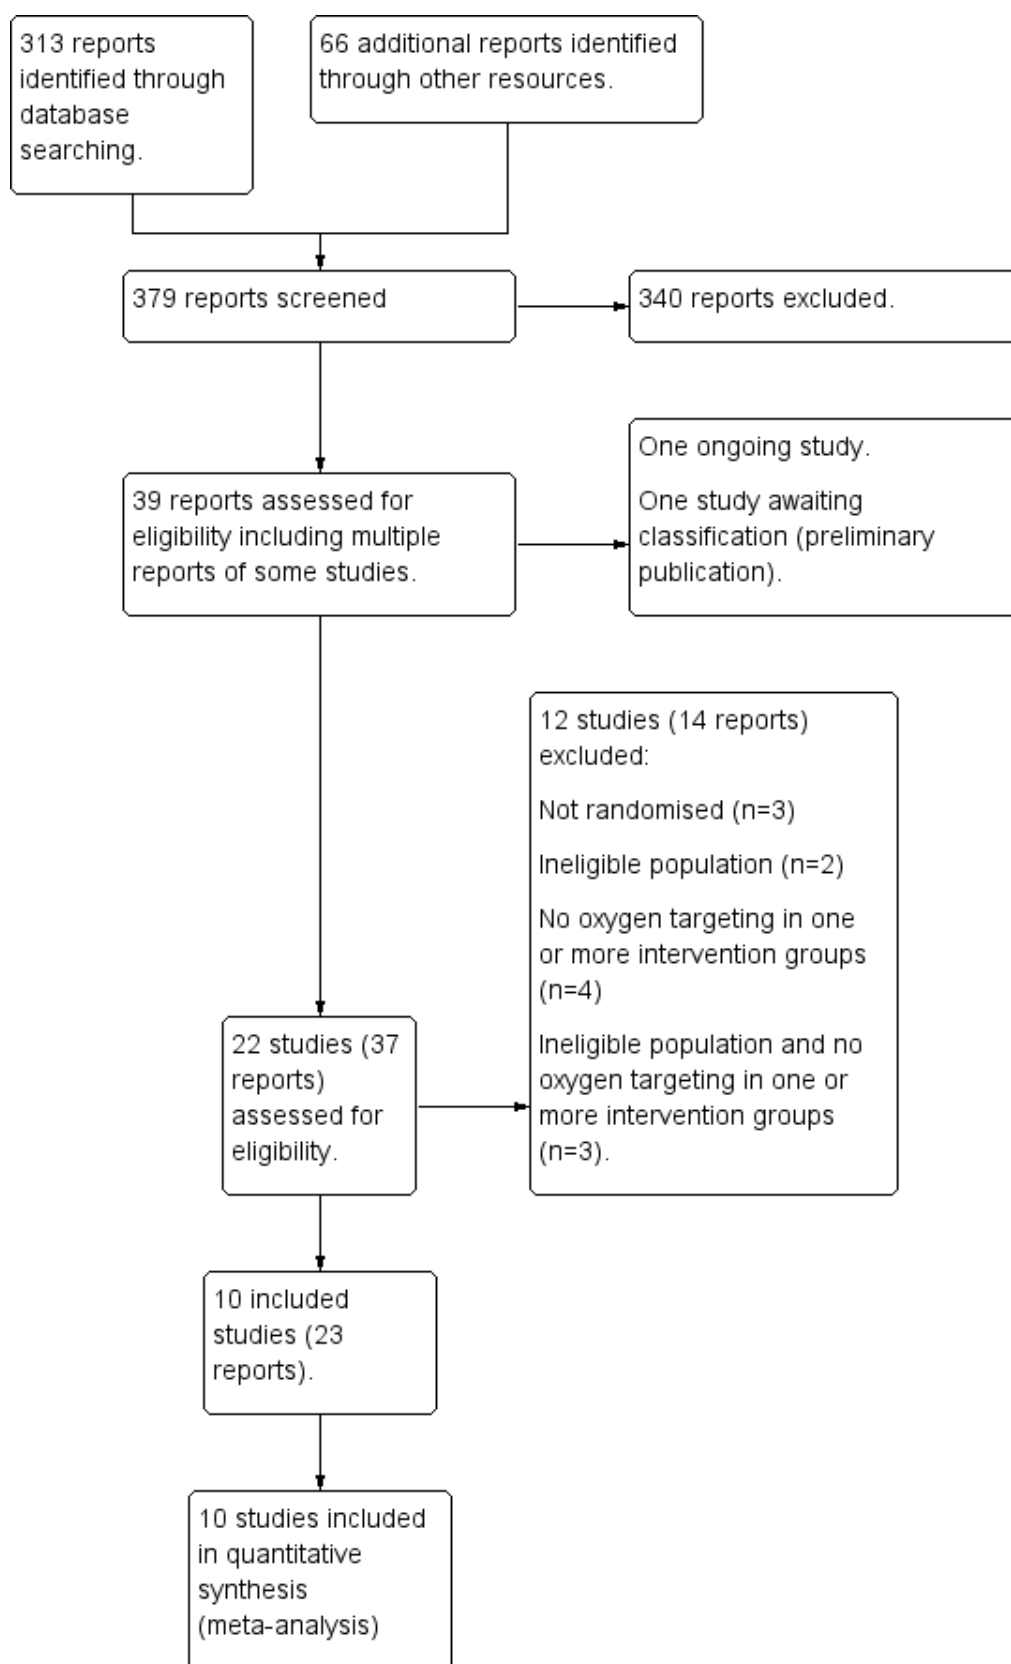 313 reports
identified through
database
searching.
66 additional reports identified
through other resources.
379 reports screened
340 reports excluded.
39 reports assessed for
eligibility including multiple
reports of some studies.
One ongoing study.
One study awaiting
classification (preliminary
publication).
12 studies (14 reports)
excluded:
Not randomised (n=3)
Ineligible population (n=2)
No oxygen targeting in one
or more intervention groups
(n=4)
Ineligible population and no
oxygen targeting in one or
more intervention groups
(n=3).
22 studies (37
reports)
assessed for
eligibility.
10 included
studies (23
reports).
10 studies included
in quantitative
synthesis
(meta-analysis)